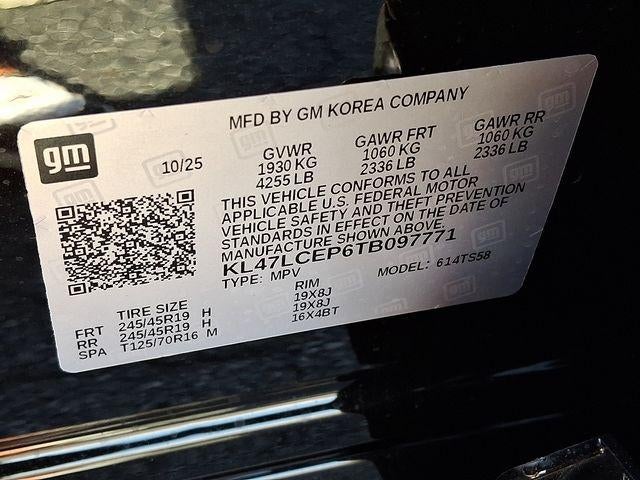 MFD BY GM KOREA COMPANY
gm
10/25
GVWR
1930 KG
4255 LB
GAWR FRT
1060 KG
2336 LB
GAWR RR
1060 KG
2336 LB
THIS VEHICLE CONFORMS TO ALL
APPLICABLE U.S. FEDERAL MOTOR
VEHICLE SAFETY AND THEFT PREVENTION
STANDARDS IN EFFECT ON THE DATE OF
MANUFACTURE SHOWN ABOVE.
KL47LCEP6TB097771
TYPE: MPV MODEL: 614TS58
TIRE SIZE RIM
FRT 245/45R19 H 19X8J
RR 245/45R19 H 19X8J
SPA T125/70R16 M 16X4BT